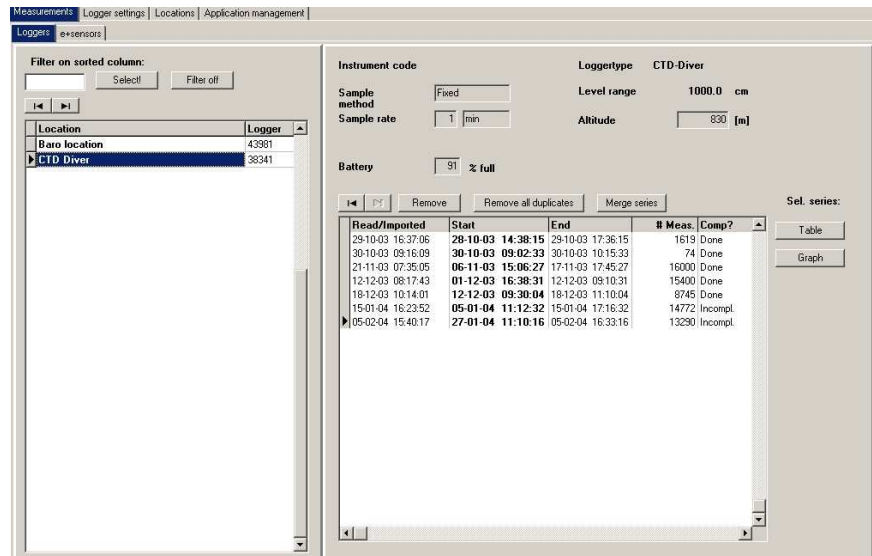 Measurements Logger settings Locations Application management
Loggers e+sensors
Filter on sorted column:
Select! Filter off
Location Logger
Baro location 43981
CTD Diver 38341
Instrument code Loggertype CTD-Diver
Sample method Fixed Level range 1000.0 cm
Sample rate 1 min Altitude 830 [m]
Battery 91 % full
Remove Remove all duplicates Merge series Sel. series:
Read/Imported Start End # Meas. Comp?
29-10-03 16:37:06 28-10-03 14:38:15 29-10-03 17:36:15 1619 Done
30-10-03 09:16:09 30-10-03 09:02:33 30-10-03 10:15:33 74 Done
21-11-03 07:35:05 06-11-03 15:06:27 17-11-03 17:45:27 16000 Done
12-12-03 08:17:43 01-12-03 16:38:31 12-12-03 09:10:31 15400 Done
18-12-03 10:14:01 12-12-03 09:30:04 18-12-03 11:10:04 8745 Done
15-01-04 16:23:52 05-01-04 11:12:32 15-01-04 17:16:32 14772 Incompl.
05-02-04 15:40:17 27-01-04 11:10:16 05-02-04 16:33:16 13290 Incompl.
Table
Graph